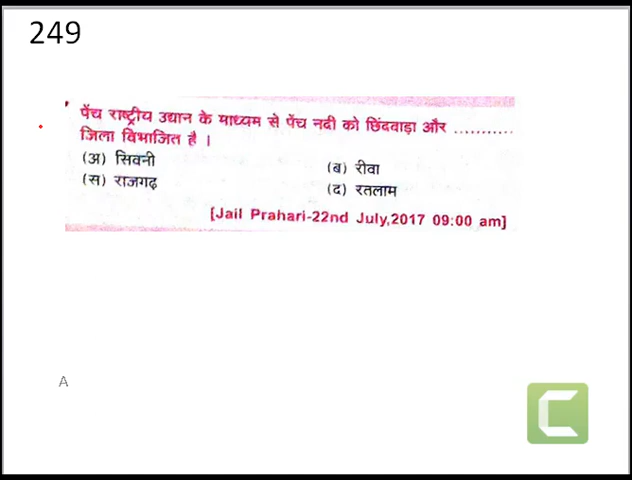 249
पेंच राष्ट्रीय उद्यान के माध्यम से पेंच नदी को छिंदवाड़ा और ...........
जिला विभाजित है ।
(अ) सिवनी
(ब) रीवा
(स) राजगढ़
(द) रतलाम
[Jail Prahari-22nd July,2017 09:00 am]
A